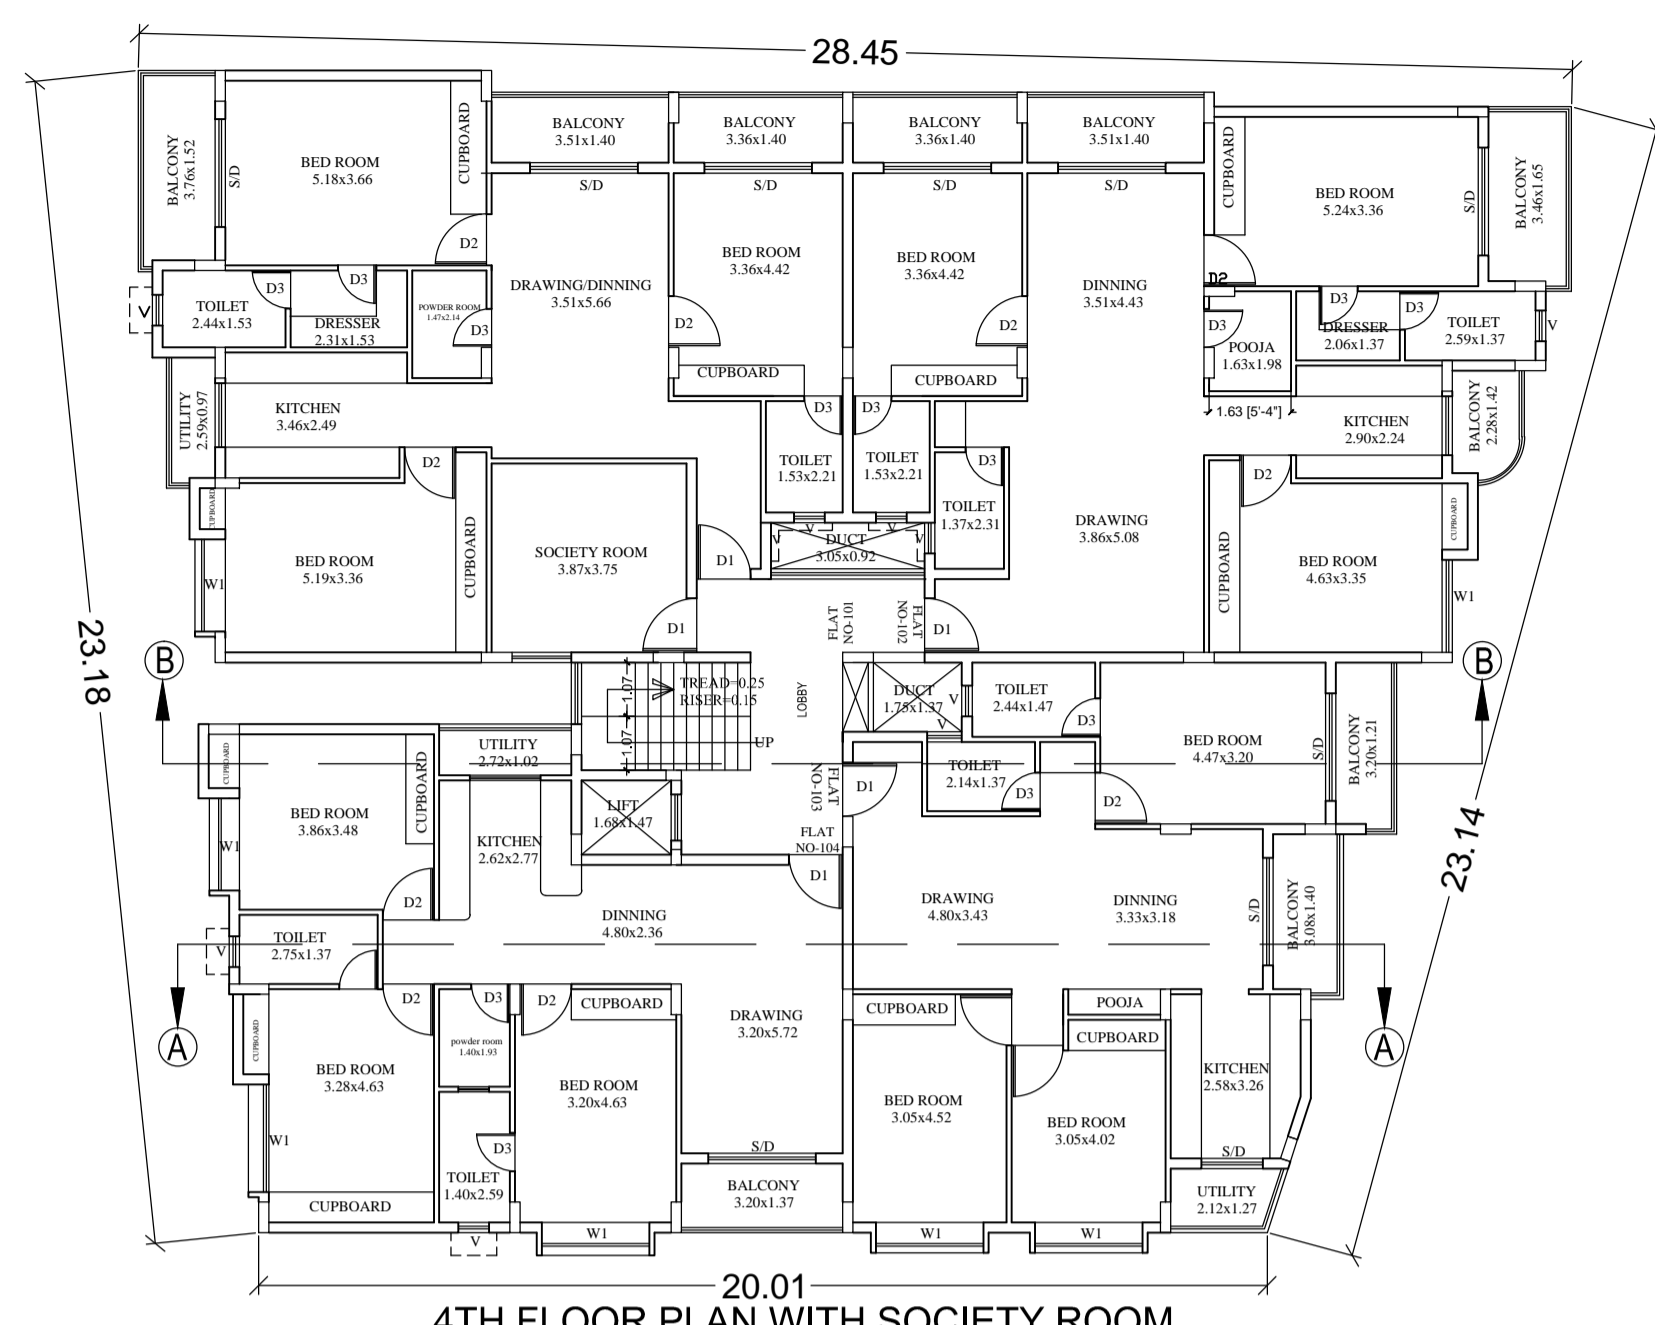 28.45
BALCONY
3.76x1.52
S/D
BED ROOM
5.18x3.66
CUPBOARD
D2
BALCONY
3.51x1.40
S/D
BALCONY
3.36x1.40
S/D
BALCONY
3.36x1.40
S/D
BALCONY
3.51x1.40
S/D
CUPBOARD
BED ROOM
5.24x3.36
S/D
BALCONY
3.46x1.65
D2
V
TOILET
2.44x1.53
D3
D3
DRESSER
2.31x1.53
POWDER ROOM
1.47x2.14
D3
DRAWING/DINNING
3.51x5.66
BED ROOM
3.36x4.42
D2
CUPBOARD
BED ROOM
3.36x4.42
D2
CUPBOARD
DINNING
3.51x4.43
D3
POOJA
1.63x1.98
1.63 [5'-4"]
D3
DRESSER
2.06x1.37
D3
TOILET
2.59x1.37
V
UTILITY
2.59x0.97
KITCHEN
3.46x2.49
D2
D3
TOILET
1.53x2.21
V
D3
TOILET
1.53x2.21
V
D3
TOILET
1.37x2.31
KITCHEN
2.90x2.24
BALCONY
2.28x1.42
D2
CUPBOARD
W1
BED ROOM
5.19x3.36
CUPBOARD
SOCIETY ROOM
3.87x3.75
D1
D1
V
DUCT
3.05x0.92
V
DRAWING
3.86x5.08
CUPBOARD
BED ROOM
4.63x3.35
CUPBOARD
W1
FLAT
NO-101
FLAT
NO-102
D1
23.18
B
B
1.07
1.07
TREAD=0.25
RISER=0.15
UP
LOBBY
DUCT
1.75x1.37
V
V
TOILET
2.44x1.47
D3
BED ROOM
4.47x3.20
S/D
BALCONY
3.20x1.21
D2
CUPBOARD
BED ROOM
3.86x3.48
CUPBOARD
W1
D2
UTILITY
2.72x1.02
KITCHEN
2.62x2.77
LIFT
1.68x1.47
FLAT
NO-103
D1
TOILET
2.14x1.37
D3
FLAT
NO-104
D1
23.14
DINNING
4.80x2.36
DRAWING
4.80x3.43
DINNING
3.33x3.18
S/D
BALCONY
3.08x1.40
V
TOILET
2.75x1.37
A
A
D2
D3
D2
CUPBOARD
CUPBOARD
BED ROOM
3.28x4.63
W1
CUPBOARD
powder room
1.40x1.93
D3
TOILET
1.40x2.59
V
BED ROOM
3.20x4.63
W1
DRAWING
3.20x5.72
S/D
BALCONY
3.20x1.37
CUPBOARD
BED ROOM
3.05x4.52
W1
POOJA
CUPBOARD
BED ROOM
3.05x4.02
W1
KITCHEN
2.58x3.26
S/D
UTILITY
2.12x1.27
20.01
4TH FLOOR PLAN WITH SOCIETY ROOM